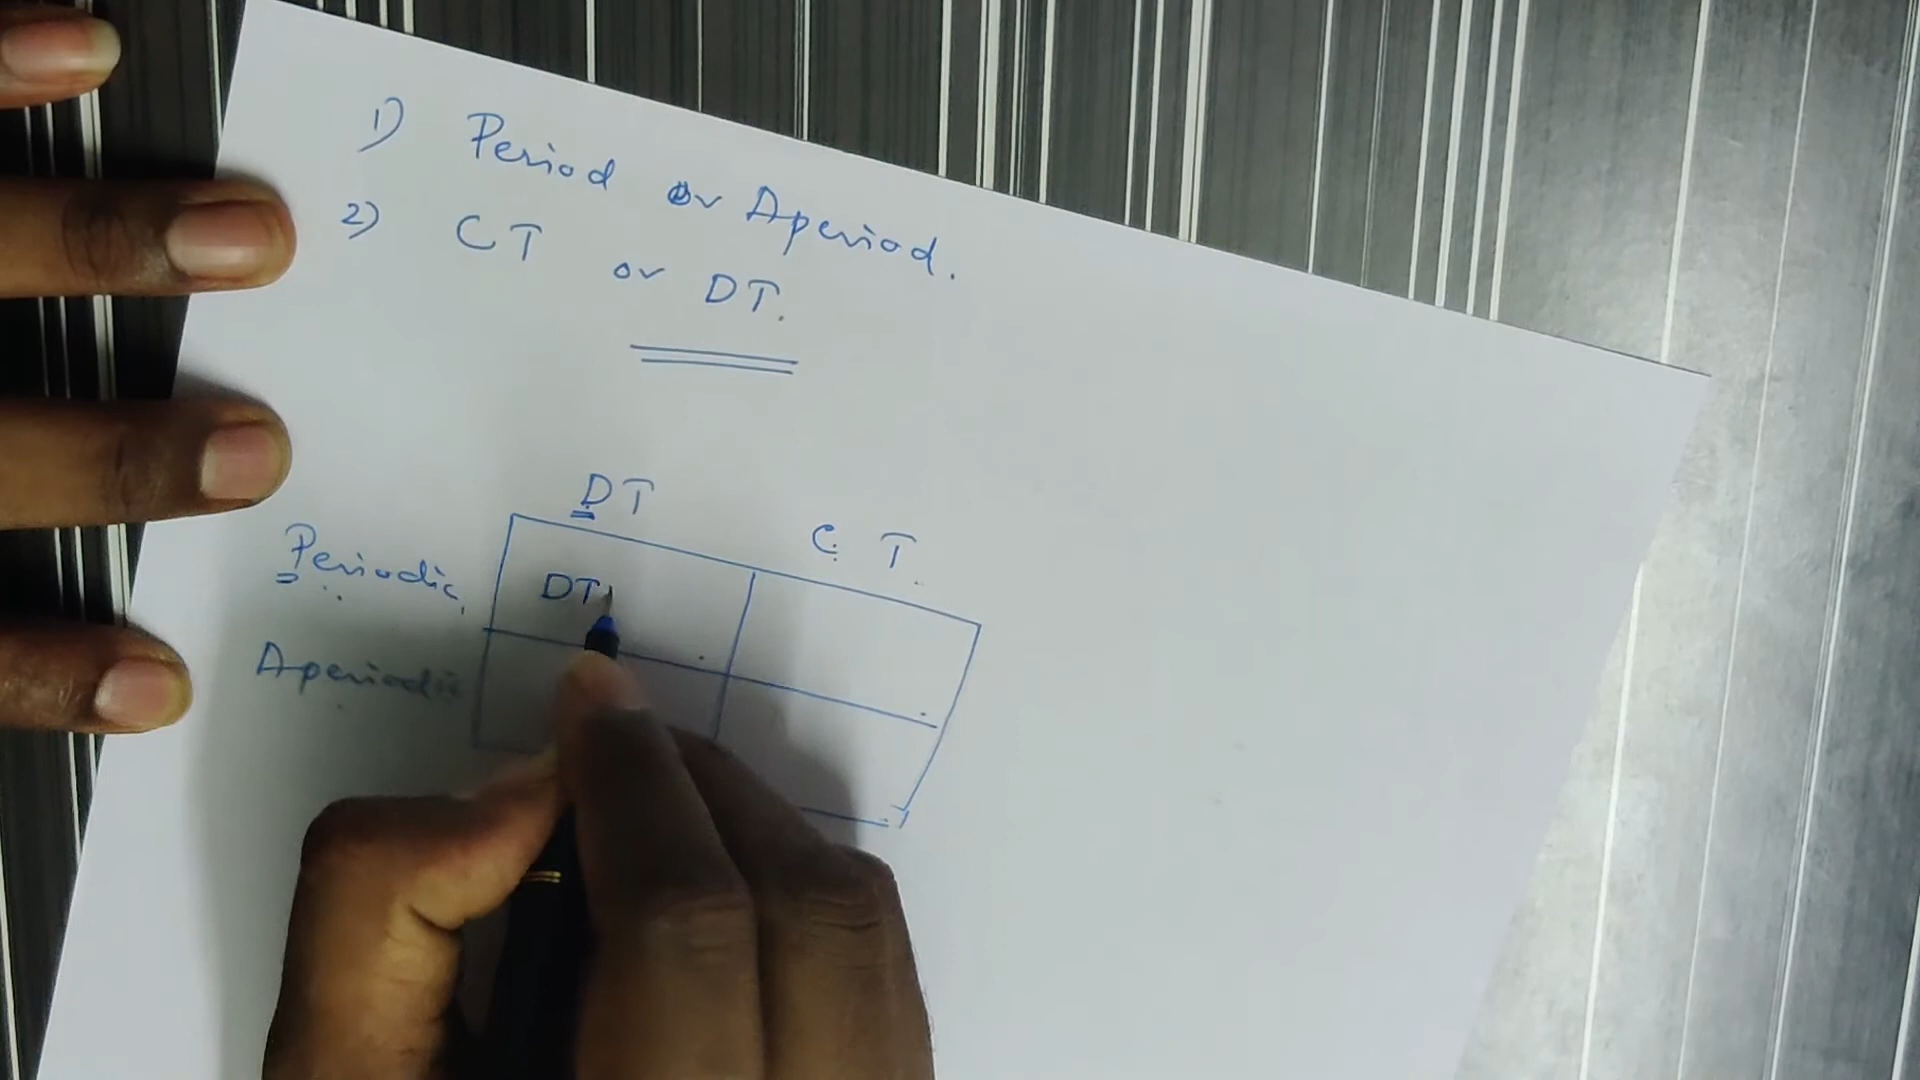 1) Period or Aperiod.
2) CT or DT.
DT C T.
Periodic DT
Aperiodic